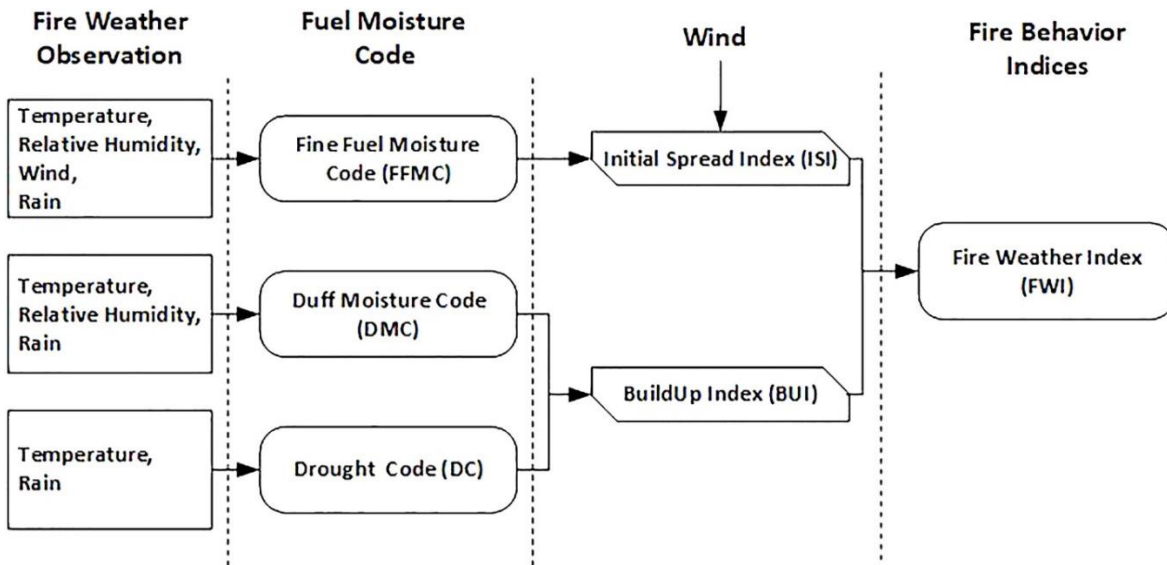 Fire Weather
Observation
Fuel Moisture
Code
Wind
Fire Behavior
Indices
Temperature,
Relative Humidity,
Wind,
Rain
Fine Fuel Moisture
Code (FFMC)
Initial Spread Index (ISI)
Temperature,
Relative Humidity,
Rain
Duff Moisture Code
(DMC)
Fire Weather Index
(FWI)
BuildUp Index (BUI)
Temperature,
Rain
Drought Code (DC)